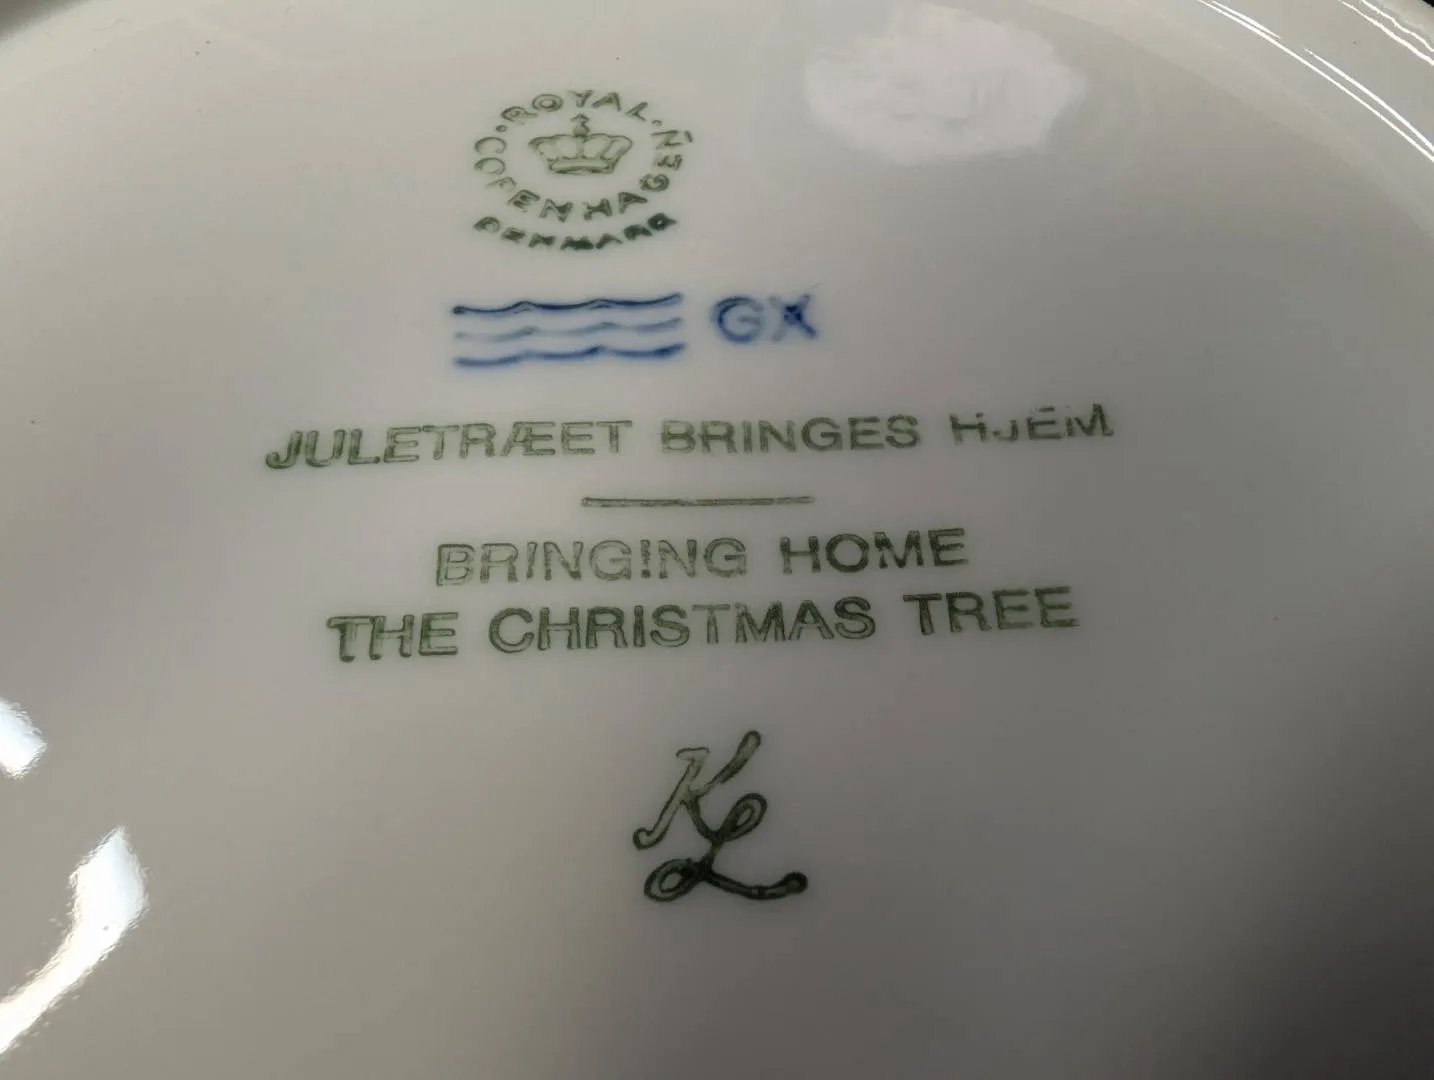 ROYAL
COPENHAGEN
DENMARK
GX
JULETRÆET BRINGES HJEM
BRINGING HOME
THE CHRISTMAS TREE
KL